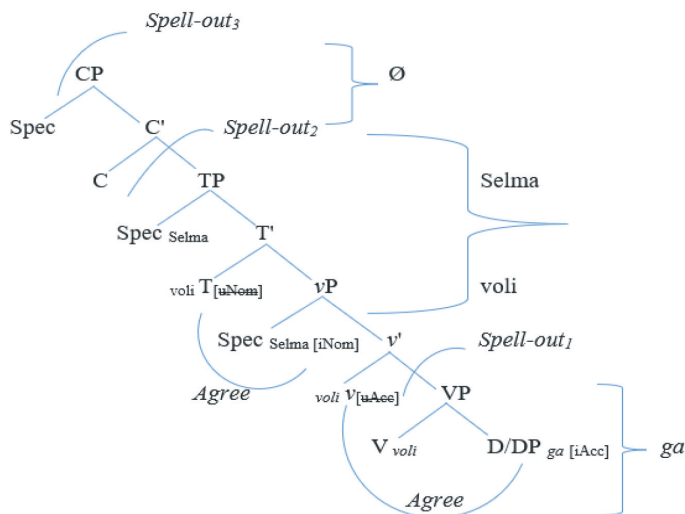 Spell-out₃
CP Ø
Spec C' Spell-out₂
C TP Selma
Spec Selma T'
voli T[uNom] vP voli
Spec Selma [iNom] v' Spell-out₁
Agree voli v[uAcc] VP
V voli D/DP ga [iAcc] ga
Agree